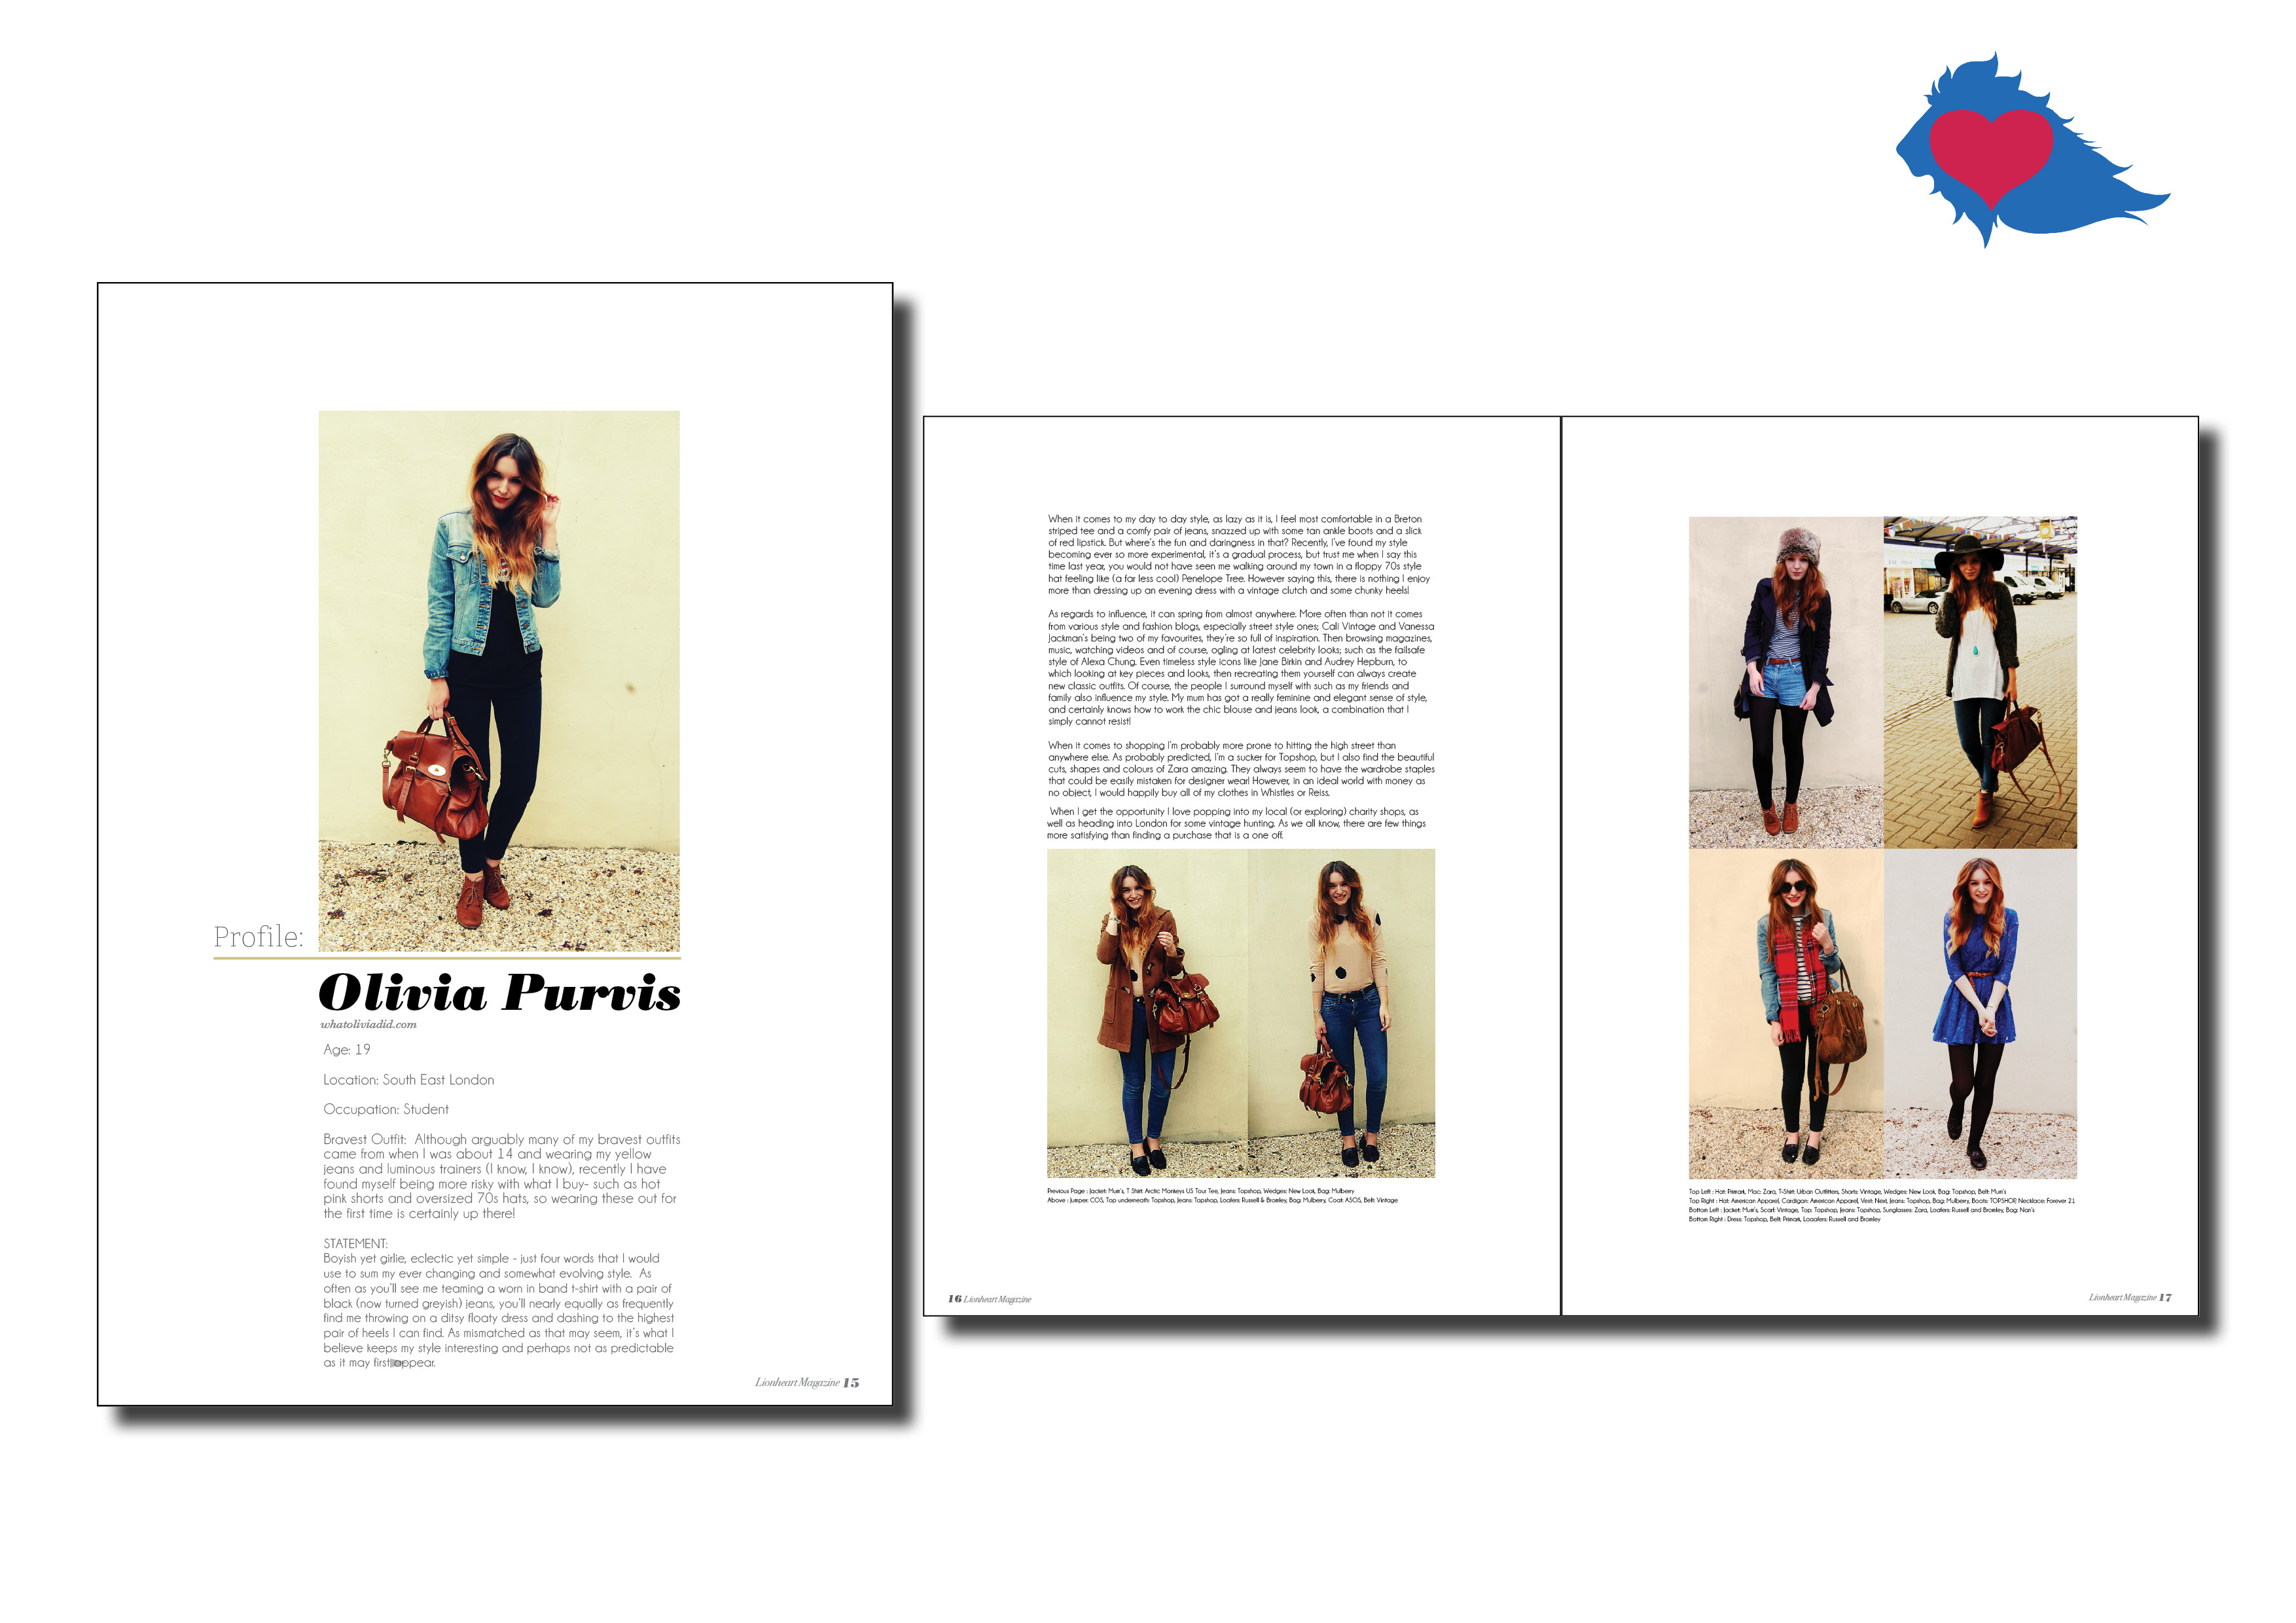 Profile:
Olivia Purvis
whatoliviadid.com
Age: 19
Location: South East London
Occupation: Student
Bravest Outfit:  Although arguably many of my bravest outfits
came from when I was about 14 and wearing my yellow
jeans and luminous trainers (I know, I know), recently I have
found myself being more risky with what I buy- such as hot
pink shorts and oversized 70s hats, so wearing these out for
the first time is certainly up there!
STATEMENT:
Boyish yet girlie, eclectic yet simple - just four words that I would
use to sum my ever changing and somewhat evolving style.  As
often as you'll see me teaming a worn in band t-shirt with a pair of
black (now turned greyish) jeans, you'll nearly equally as frequently
find me throwing on a ditsy floaty dress and dashing to the highest
pair of heels I can find. As mismatched as that may seem, it's what I
believe keeps my style interesting and perhaps not as predictable
as it may first appear.
Lionheart Magazine 15
When it comes to my day to day style, as lazy as it is, I feel most comfortable in a Breton
striped tee and a comfy pair of jeans, snazzed up with some tan ankle boots and a slick
of red lipstick. But where's the fun and daringness in that? Recently, I've found my style
becoming ever so more experimental, it's a gradual process, but trust me when I say this
time last year, you would not have seen me walking around my town in a floppy 70s style
hat feeling like (a far less cool) Penelope Tree. However saying this, there is nothing I enjoy
more than dressing up an evening dress with a vintage clutch and some chunky heels!
As regards to influence, it can spring from almost anywhere. More often than not it comes
from various style and fashion blogs, especially street style ones; Cali Vintage and Vanessa
Jackman's being two of my favourites, they're so full of inspiration. Then browsing magazines,
music, watching videos and of course, ogling at latest celebrity looks; such as the failsafe
style of Alexa Chung. Even timeless style icons like Jane Birkin and Audrey Hepburn, to
which looking at key pieces and looks, then recreating them yourself can always create
new classic outfits. Of course, the people I surround myself with such as my friends and
family also influence my style. My mum has got a really feminine and elegant sense of style,
and certainly knows how to work the chic blouse and jeans look, a combination that I
simply cannot resist!
When it comes to shopping I'm probably more prone to hitting the high street than
anywhere else. As probably predicted, I'm a sucker for Topshop, but I also find the beautiful
cuts, shapes and colours of Zara amazing. They always seem to have the wardrobe staples
that could be easily mistaken for designer wear! However, in an ideal world with money as
no object, I would happily buy all of my clothes in Whistles or Reiss.
When I get the opportunity I love popping into my local (or exploring) charity shops, as
well as heading into London for some vintage hunting. As we all know, there are few things
more satisfying than finding a purchase that is a one off.
Previous Page : Jacket: Mum's, T Shirt: Arctic Monkeys US Tour Tee, Jeans: Topshop, Wedges: New Look, Bag: Mulberry
Above : Jumper: COS, Top underneath: Topshop, Jeans: Topshop, Loafers: Russell & Bromley, Bag: Mulberry, Coat: ASOS, Belt: Vintage
16 Lionheart Magazine
Top Left : Hat: Primark, Mac: Zara, T-Shirt: Urban Outfitters, Shorts: Vintage, Wedges: New Look, Bag: Topshop, Belt: Mum's
Top Right : Hat: American Apparel, Cardigan: American Apparel, Vest: Next, Jeans: Topshop, Bag: Mulberry, Boots: TOPSHOP, Necklace: Forever 21
Bottom Left : Jacket: Mum's, Scarf: Vintage, Top: Topshop, Jeans: Topshop, Sunglasses: Zara, Loafers: Russell and Bromley, Bag: Nan's
Bottom Right : Dress: Topshop, Belt: Primark, Loaafers: Russell and Bromley
Lionheart Magazine 17